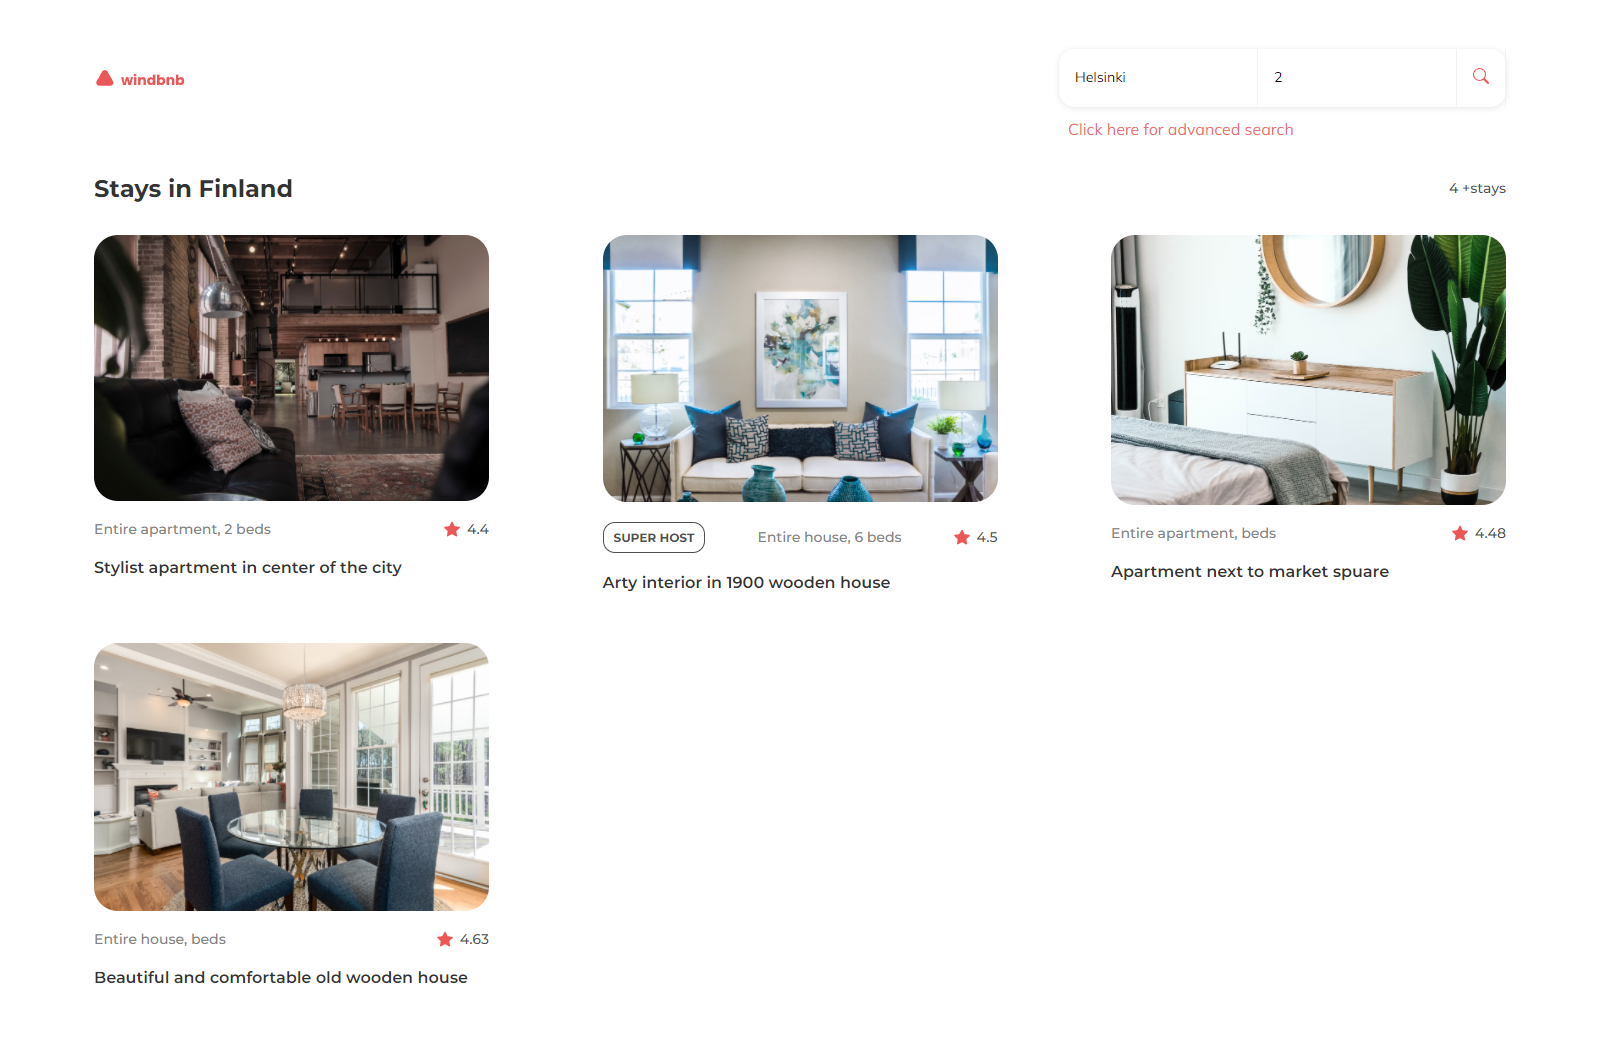 windbnb
Helsinki
2
Click here for advanced search
Stays in Finland
4 +stays
Entire apartment, 2 beds
4.4
Stylist apartment in center of the city
SUPER HOST
Entire house, 6 beds
4.5
Arty interior in 1900 wooden house
Entire apartment, beds
4.48
Apartment next to market spuare
Entire house, beds
4.63
Beautiful and comfortable old wooden house